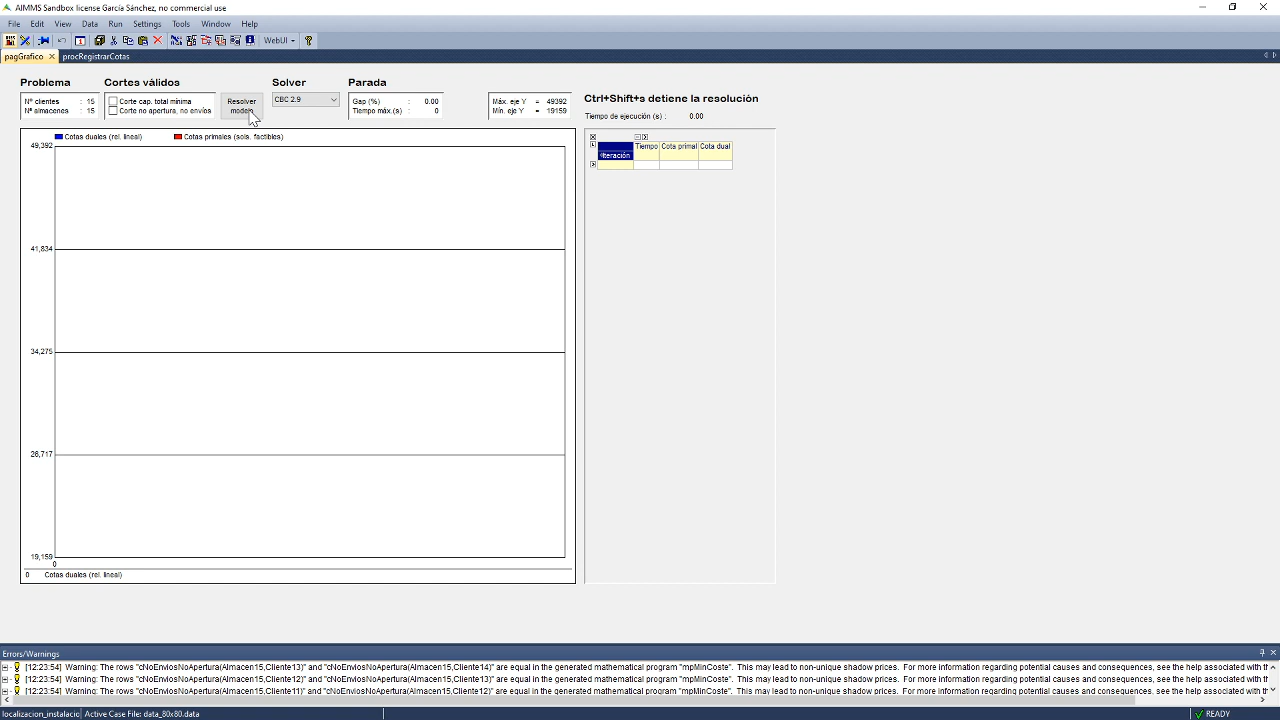 AIMMS Sandbox license García Sánchez, no commercial use
File Edit View Data Run Settings Tools Window Help
WebUI
pagGrafico procRegistrarCotas
Problema Cortes válidos Solver Parada
Nº clientes : 15
Nº almacenes : 15
Corte cap. total mínima
Corte no apertura, no envíos
Resolver
modelo
CBC 2.9
Gap (%) : 0.00
Tiempo máx.(s) : 0
Máx. eje Y = 49392
Mín. eje Y = 19159
Ctrl+Shift+s detiene la resolución
Tiempo de ejecución (s) : 0.00
Cotas duales (rel. lineal) Cotas primales (sols. factibles)
49,392
41,834
34,275
26,717
19,159
0
0 Cotas duales (rel. lineal)
Tiempo Cota primal Cota dual
Iteración
Errors/Warnings
[12:23:54] Warning: The rows "cNoEnviosNoApertura(Almacen15,Cliente13)" and "cNoEnviosNoApertura(Almacen15,Cliente14)" are equal in the generated mathematical program "mpMinCoste". This may lead to non-unique shadow prices. For more information regarding potential causes and consequences, see the help associated with th
[12:23:54] Warning: The rows "cNoEnviosNoApertura(Almacen15,Cliente12)" and "cNoEnviosNoApertura(Almacen15,Cliente13)" are equal in the generated mathematical program "mpMinCoste". This may lead to non-unique shadow prices. For more information regarding potential causes and consequences, see the help associated with th
[12:23:54] Warning: The rows "cNoEnviosNoApertura(Almacen15,Cliente11)" and "cNoEnviosNoApertura(Almacen15,Cliente12)" are equal in the generated mathematical program "mpMinCoste". This may lead to non-unique shadow prices. For more information regarding potential causes and consequences, see the help associated with th
localizacion_instalacio Active Case File: data_80x80.data READY